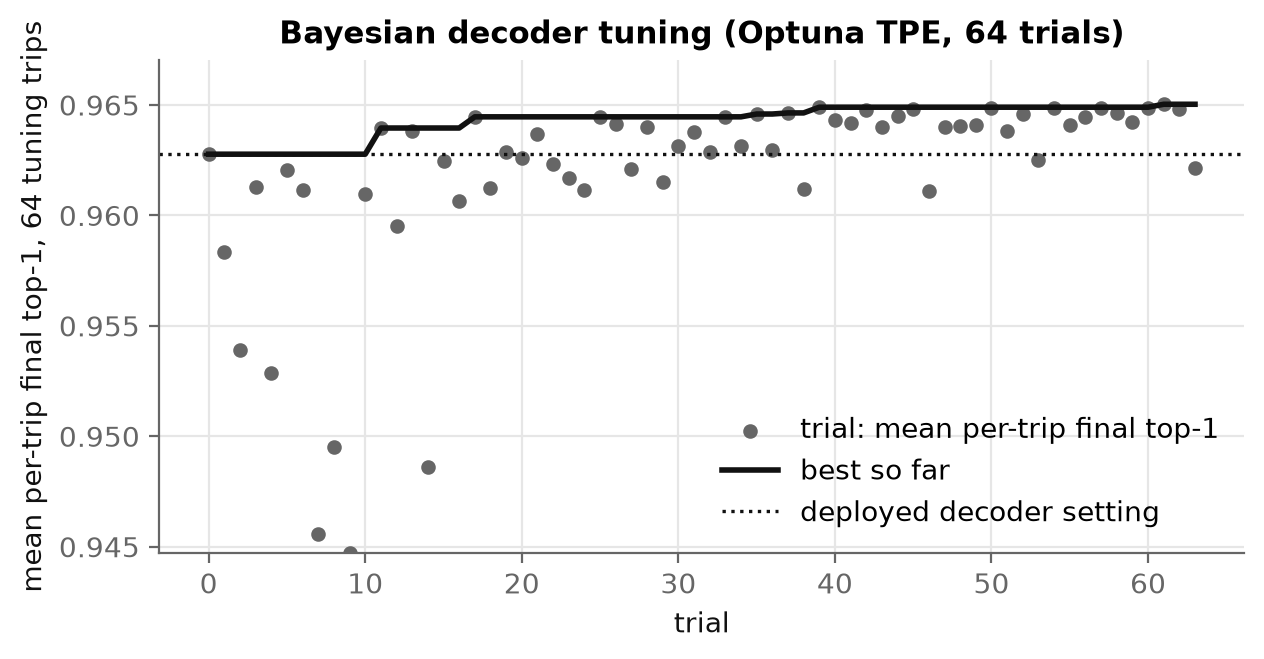 Bayesian decoder tuning (Optuna TPE, 64 trials)
mean per-trip final top-1, 64 tuning trips
0.965
0.960
0.955
0.950
0.945
trial: mean per-trip final top-1
best so far
deployed decoder setting
0 10 20 30 40 50 60
trial